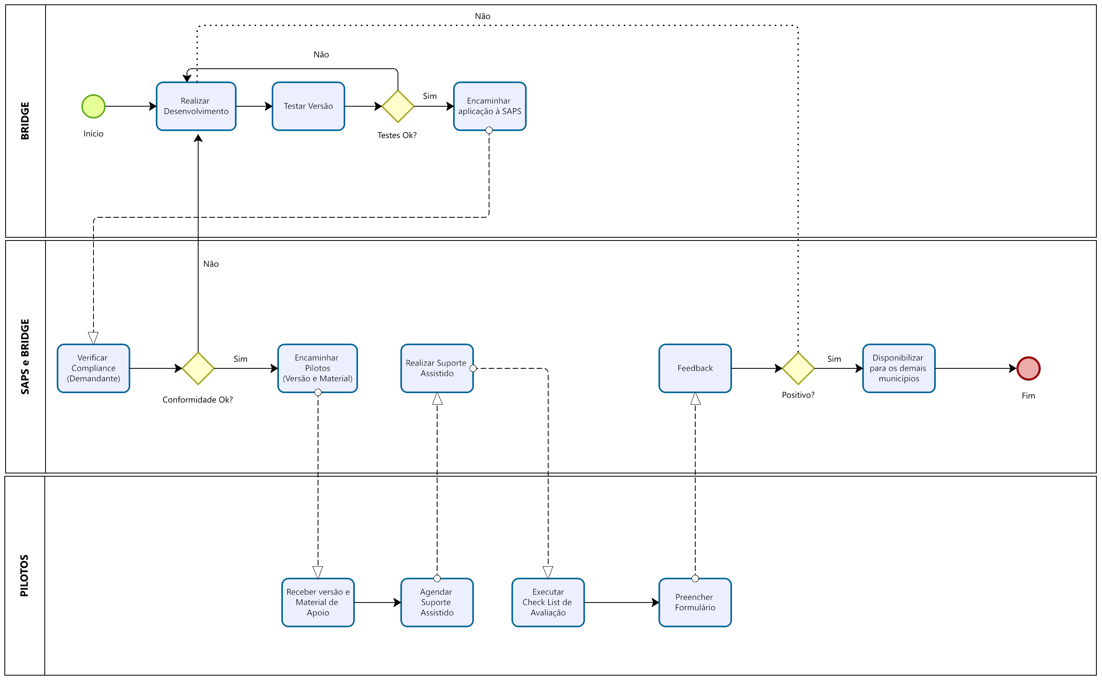 BRIDGE
Não
Não
Início
Realizar
Desenvolvimento
Testar Versão
Testes Ok?
Sim
Encaminhar
aplicação à SAPS
SAPS e BRIDGE
Não
Verificar
Compliance
(Demandante)
Conformidade Ok?
Sim
Encaminhar
Pilotos
(Versão e Material)
Realizar Suporte
Assistido
Feedback
Positivo?
Sim
Disponibilizar
para os demais
municípios
Fim
PILOTOS
Receber versão e
Material de
Apoio
Agendar
Suporte
Assistido
Executar
Check List de
Avaliação
Preencher
Formulário